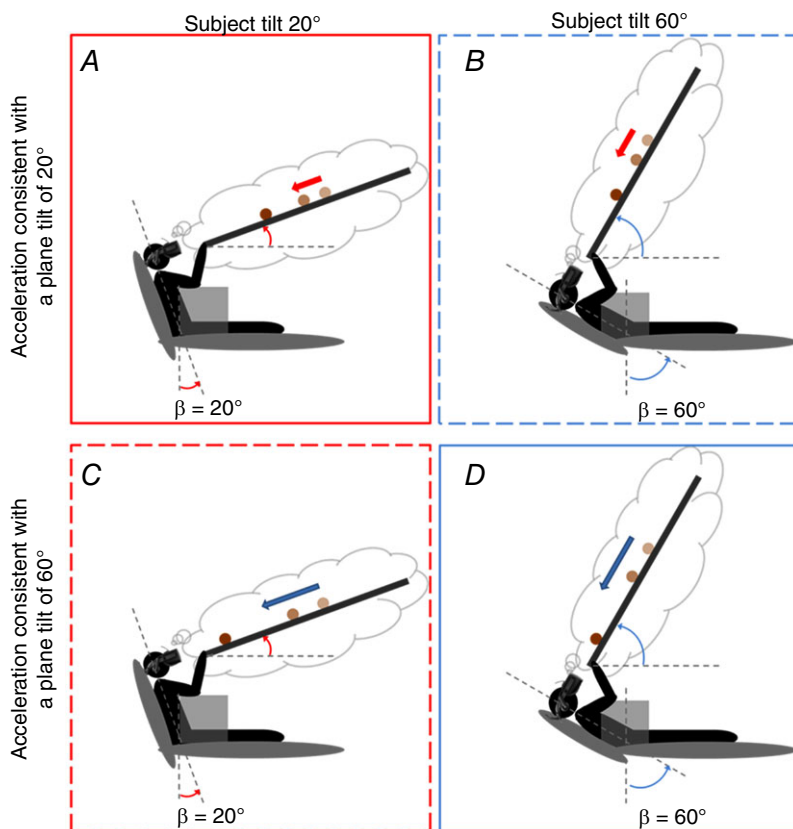 Subject tilt 20°
Subject tilt 60°
Acceleration consistent with
a plane tilt of 20°
A
β = 20°
B
β = 60°
Acceleration consistent with
a plane tilt of 60°
C
β = 20°
D
β = 60°